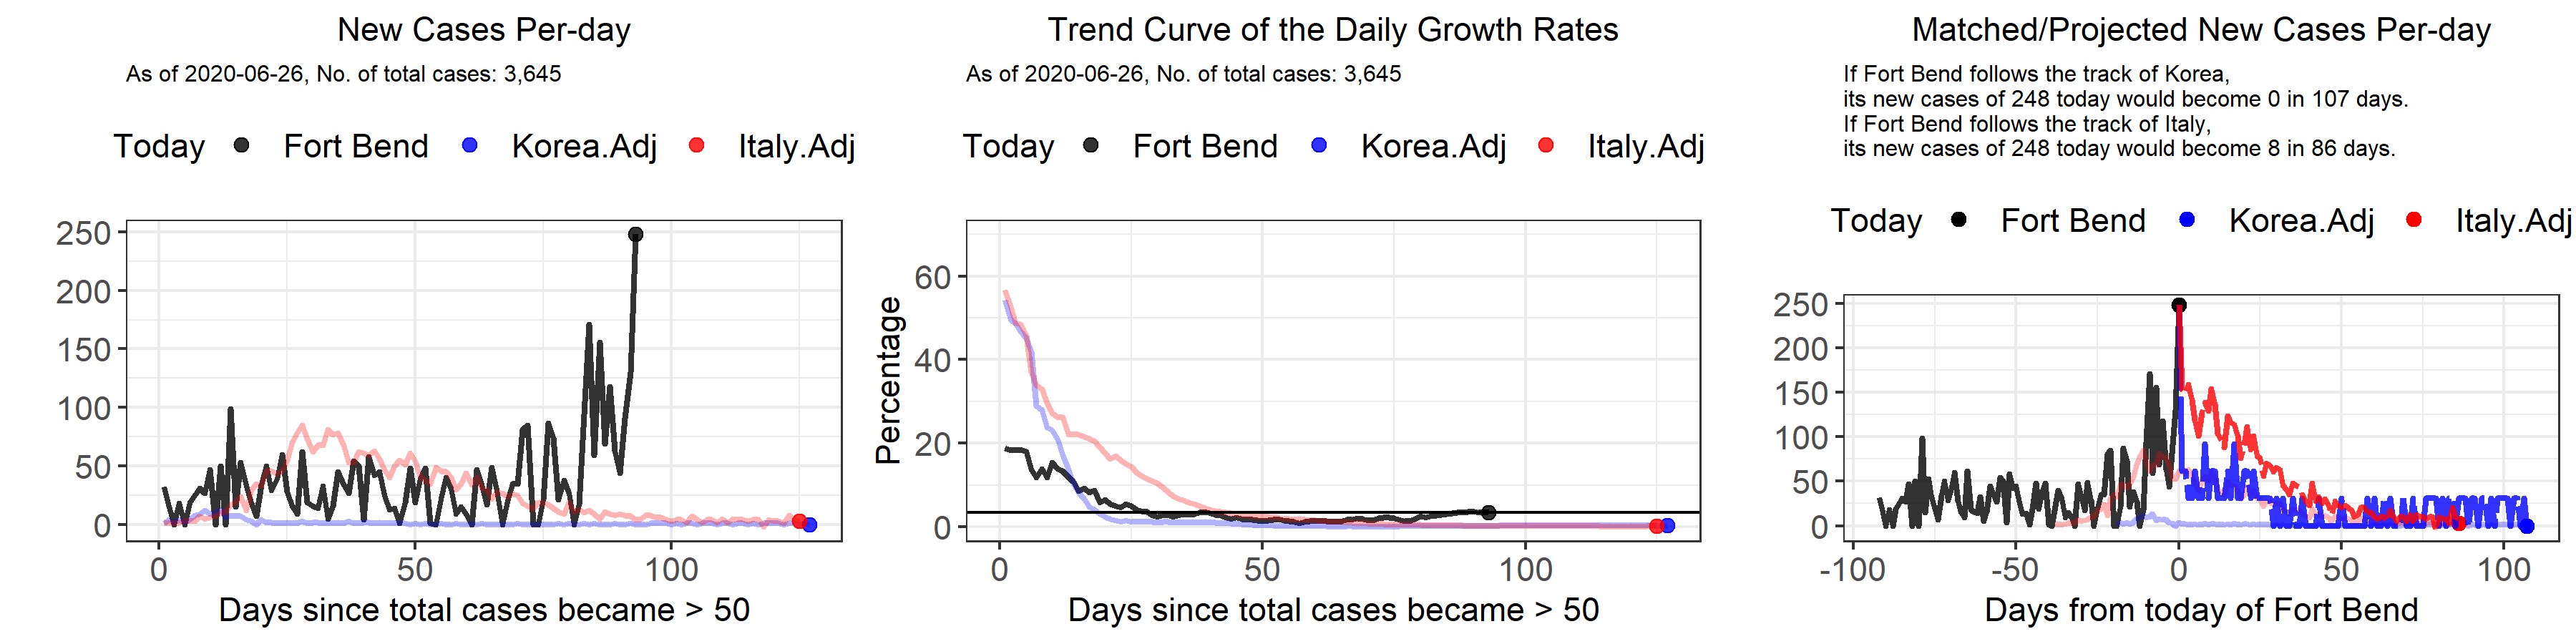 New Cases Per-day
As of 2020-06-26, No. of total cases: 3,645
Today Fort Bend Korea.Adj Italy.Adj
250
200
150
100
50
0
0 50 100
Days since total cases became > 50
Trend Curve of the Daily Growth Rates
As of 2020-06-26, No. of total cases: 3,645
Today Fort Bend Korea.Adj Italy.Adj
Percentage
60
40
20
0
0 50 100
Days since total cases became > 50
Matched/Projected New Cases Per-day
If Fort Bend follows the track of Korea,
its new cases of 248 today would become 0 in 107 days.
If Fort Bend follows the track of Italy,
its new cases of 248 today would become 8 in 86 days.
Today Fort Bend Korea.Adj Italy.Adj
250
200
150
100
50
0
-100 -50 0 50 100
Days from today of Fort Bend